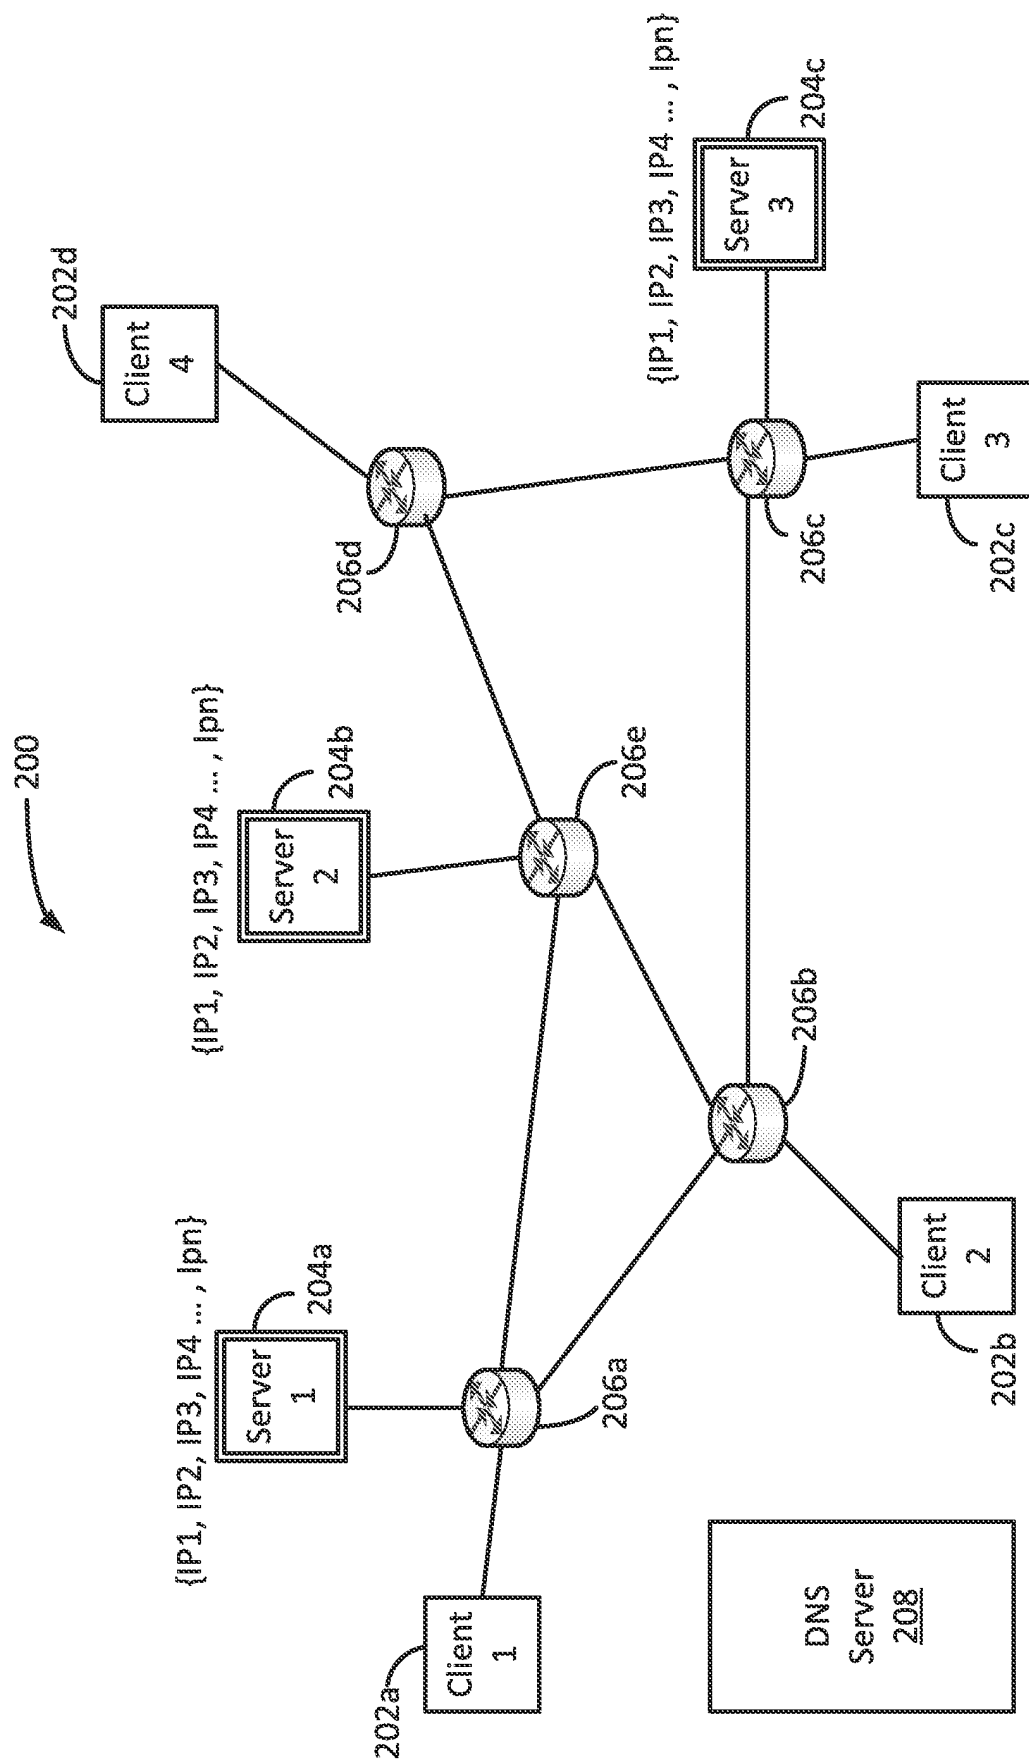 200
{IP1, IP2, IP3, IP4 ... , Ipn}
Server
1
204a
{IP1, IP2, IP3, IP4 ... , Ipn}
Server
2
204b
202d
Client
4
202a
Client
1
206a
206e
206d
{IP1, IP2, IP3, IP4 ... , Ipn}
Server
3
204c
206b
206c
DNS
Server
208
Client
2
202b
Client
3
202c